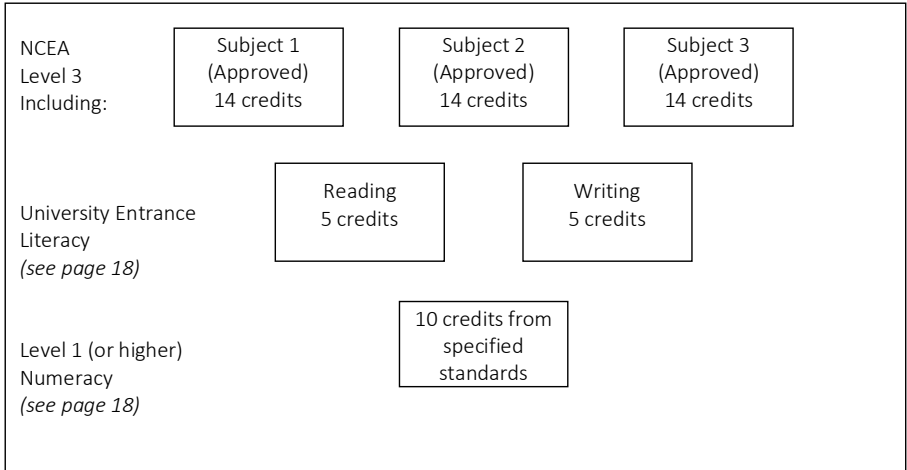 NCEA
Level 3
Including:
Subject 1
(Approved)
14 credits
Subject 2
(Approved)
14 credits
Subject 3
(Approved)
14 credits
University Entrance
Literacy
(see page 18)
Reading
5 credits
Writing
5 credits
Level 1 (or higher)
Numeracy
(see page 18)
10 credits from
specified
standards